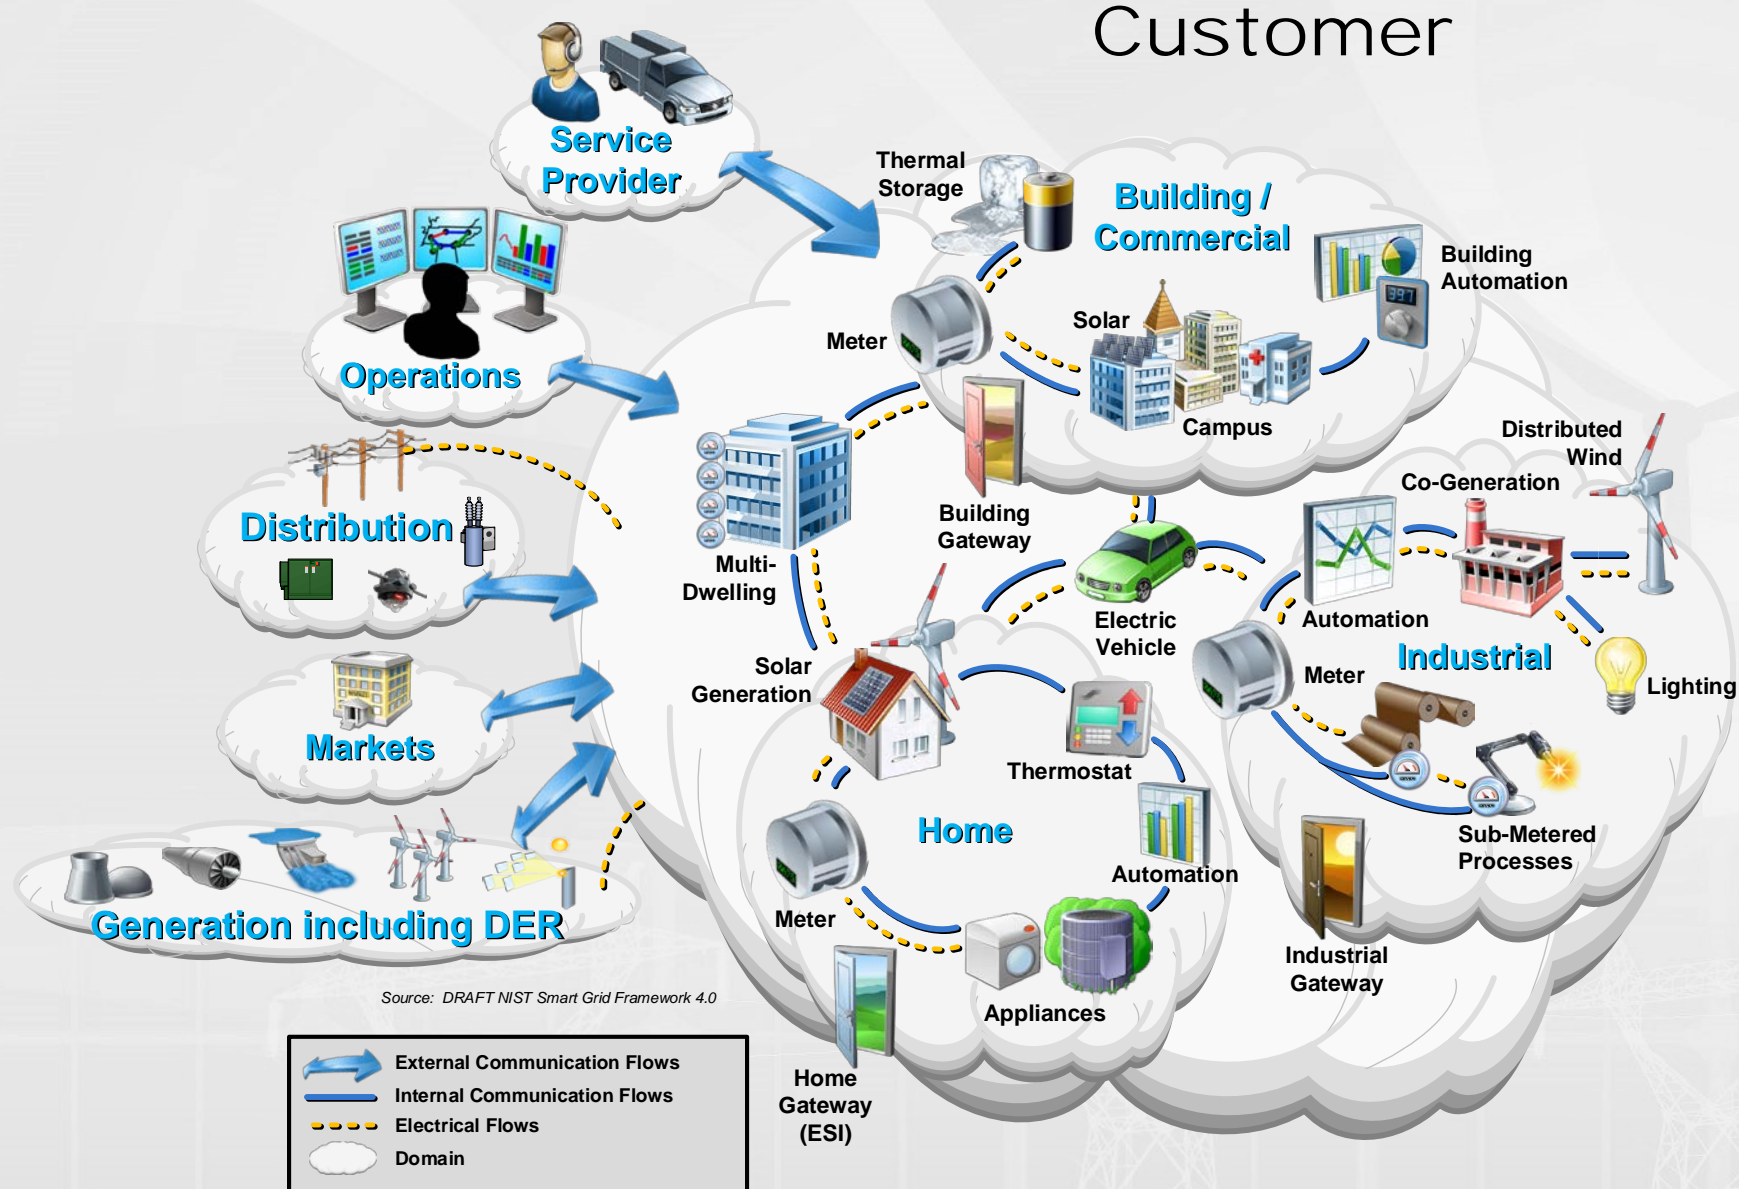 Customer
Service
Provider
Thermal
Storage
Building /
Commercial
Building
Automation
397
Meter
Solar
Campus
Operations
Distributed
Wind
Co-Generation
Distribution
Building
Gateway
Multi-
Dwelling
Electric
Vehicle
Automation
Industrial
Meter
Lighting
Solar
Generation
Markets
Thermostat
Home
Automation
Sub-Metered
Processes
Meter
Generation including DER
Industrial
Gateway
Appliances
Source:  DRAFT NIST Smart Grid Framework 4.0
Home
Gateway
(ESI)
External Communication Flows
Internal Communication Flows
Electrical Flows
Domain